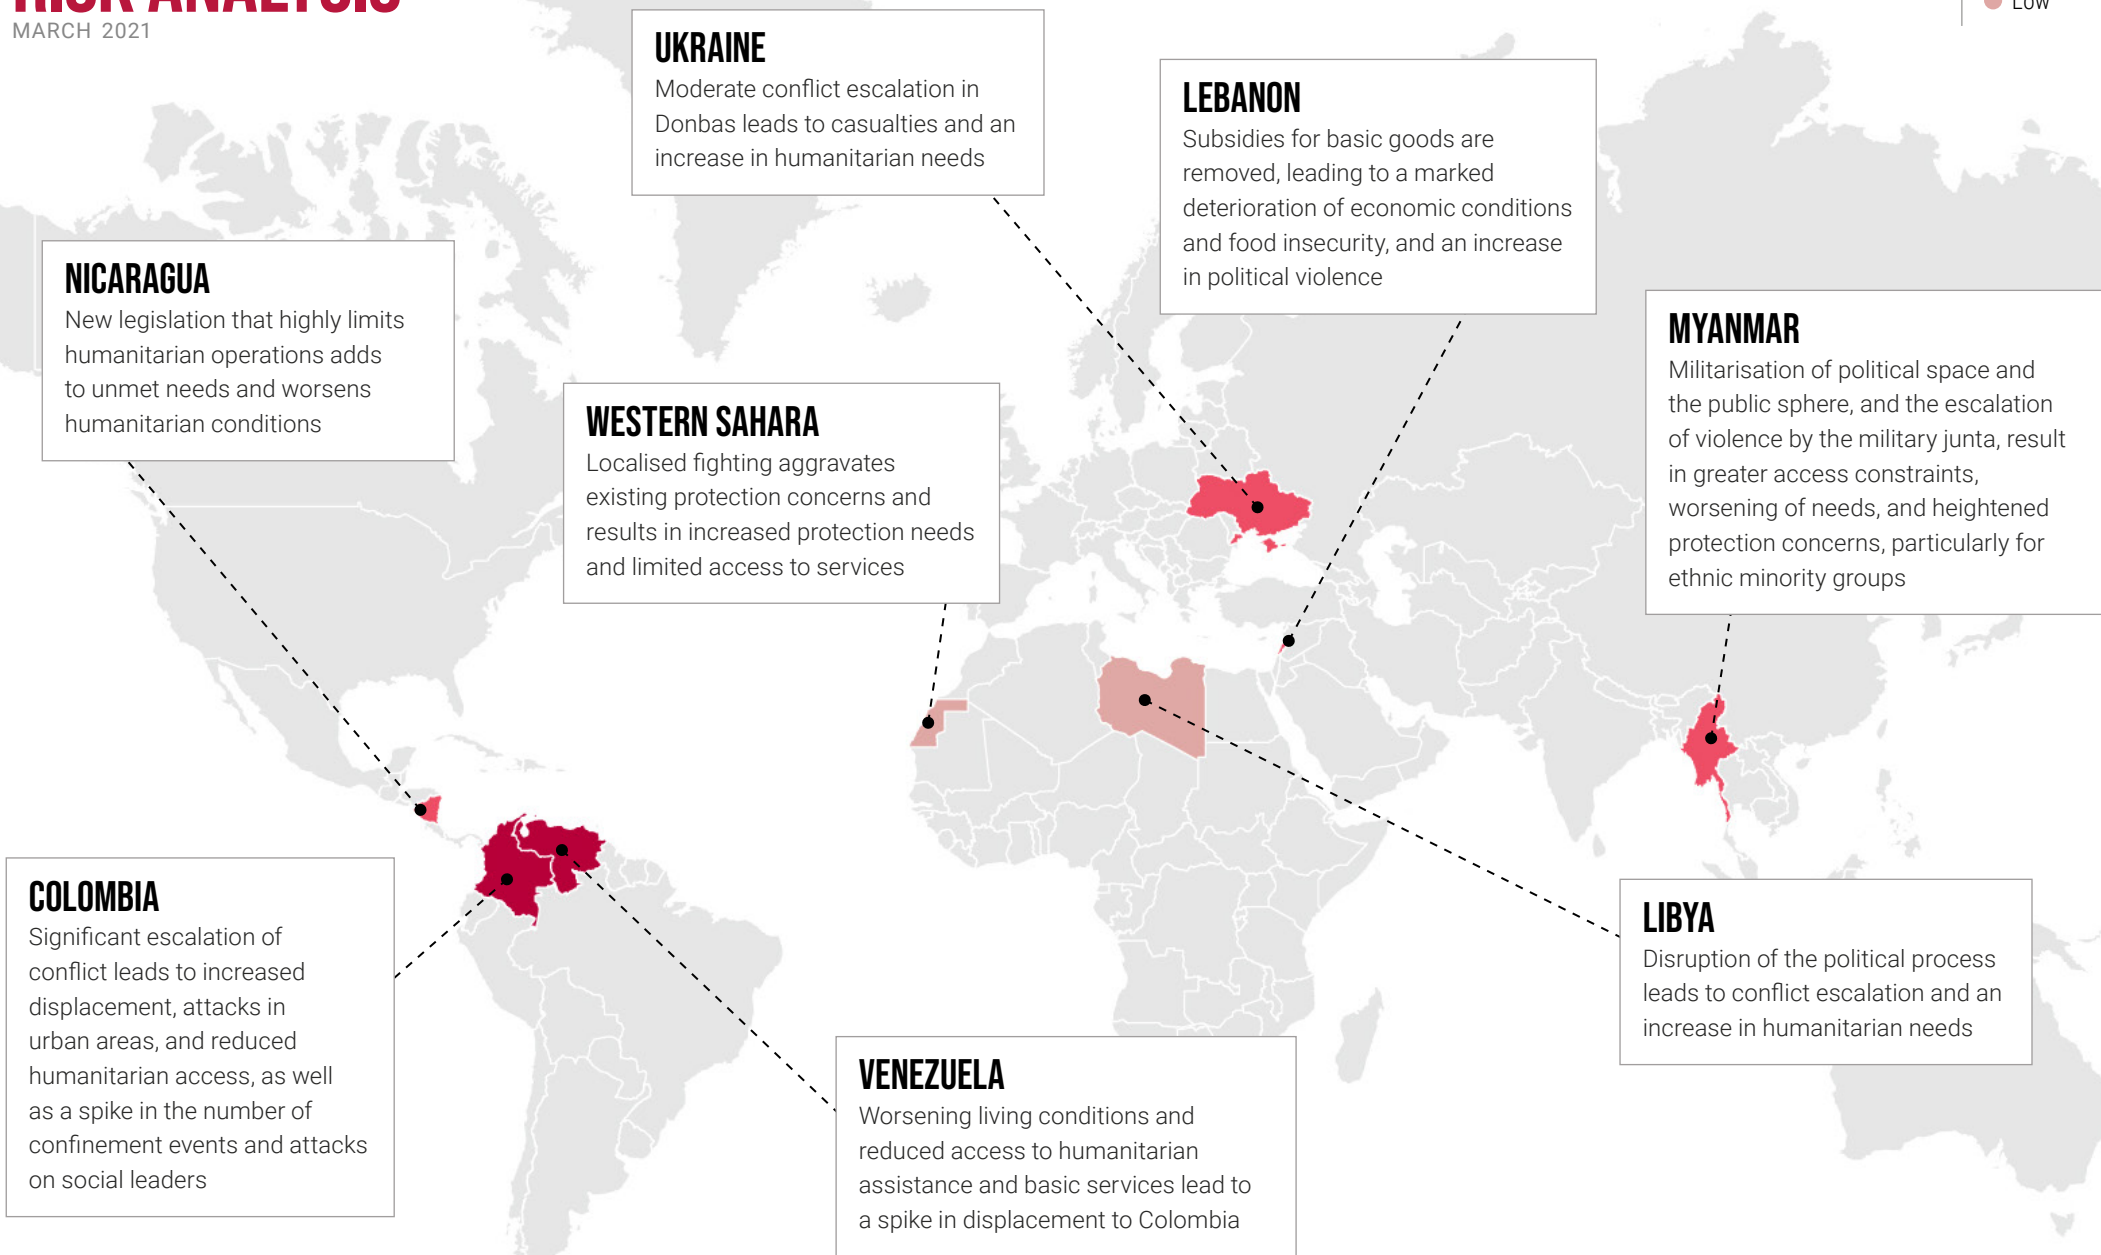 RISK ANALYSIS
MARCH 2021
Low
UKRAINE
Moderate conflict escalation in
Donbas leads to casualties and an
increase in humanitarian needs
LEBANON
Subsidies for basic goods are
removed, leading to a marked
deterioration of economic conditions
and food insecurity, and an increase
in political violence
NICARAGUA
New legislation that highly limits
humanitarian operations adds
to unmet needs and worsens
humanitarian conditions
WESTERN SAHARA
Localised fighting aggravates
existing protection concerns and
results in increased protection needs
and limited access to services
MYANMAR
Militarisation of political space and
the public sphere, and the escalation
of violence by the military junta, result
in greater access constraints,
worsening of needs, and heightened
protection concerns, particularly for
ethnic minority groups
COLOMBIA
Significant escalation of
conflict leads to increased
displacement, attacks in
urban areas, and reduced
humanitarian access, as well
as a spike in the number of
confinement events and attacks
on social leaders
VENEZUELA
Worsening living conditions and
reduced access to humanitarian
assistance and basic services lead to
a spike in displacement to Colombia
LIBYA
Disruption of the political process
leads to conflict escalation and an
increase in humanitarian needs